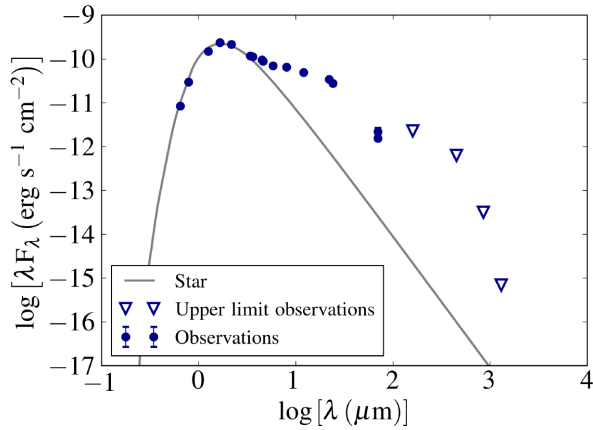 −9
−10
−11
−12
−13
−14
−15
−16
−17
log [λF_λ (erg s⁻¹ cm⁻²)]
Star
Upper limit observations
Observations
−1 0 1 2 3 4
log [λ (μm)]